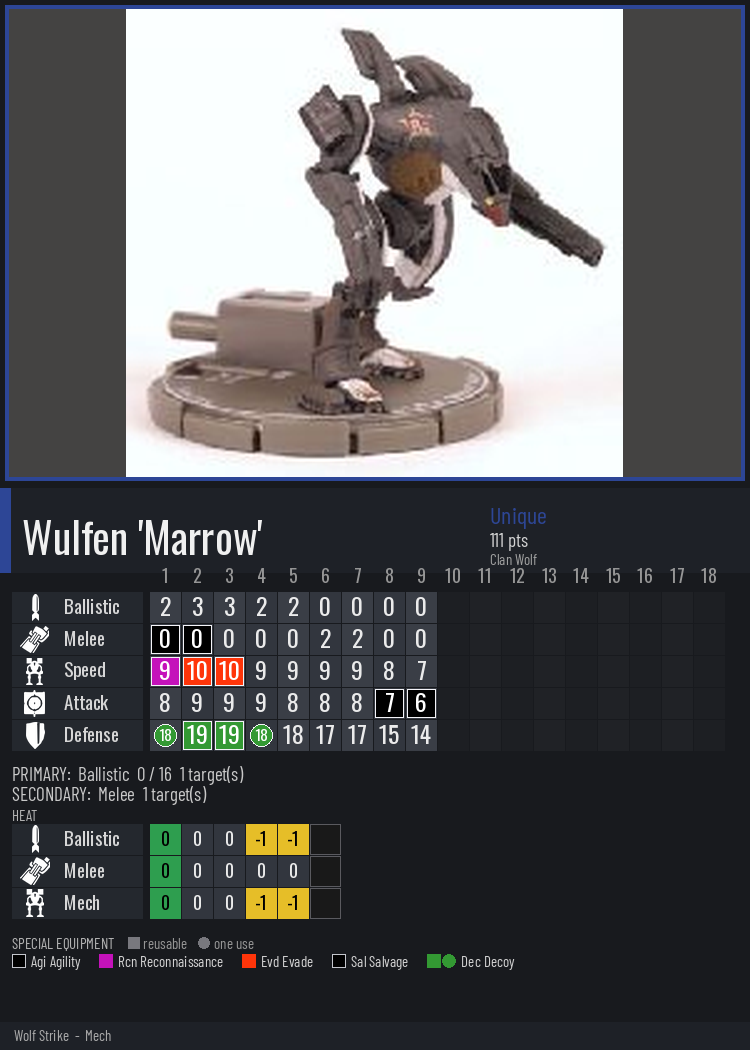 Wulfen 'Marrow'
Unique
111 pts
Clan Wolf
1 2 3 4 5 6 7 8 9 10 11 12 13 14 15 16 17 18
Ballistic 2 3 3 2 2 0 0 0 0
Melee 0 0 0 0 0 2 2 0 0
Speed 9 10 10 9 9 9 9 8 7
Attack 8 9 9 9 8 8 8 7 6
Defense 18 19 19 18 18 17 17 15 14
PRIMARY: Ballistic 0 / 16 1 target(s)
SECONDARY: Melee 1 target(s)
HEAT
Ballistic 0 0 0 -1 -1
Melee 0 0 0 0 0
Mech 0 0 0 -1 -1
SPECIAL EQUIPMENT reusable one use
Agi Agility Rcn Reconnaissance Evd Evade Sal Salvage Dec Decoy
Wolf Strike - Mech